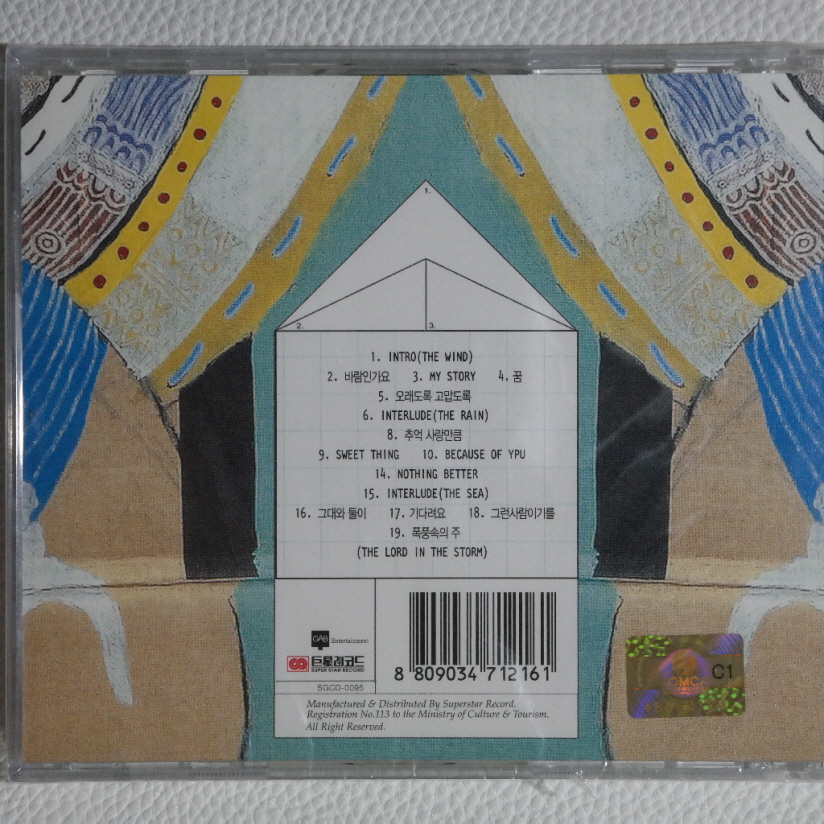 1.
2.
3.
1. INTRO(THE WIND)
2. 바람인가요 3. MY STORY 4. 꿈
5. 오래도록 고맙도록
6. INTERLUDE(THE RAIN)
8. 추억 사랑만큼
9. SWEET THING 10. BECAUSE OF YPU
14. NOTHING BETTER
15. INTERLUDE(THE SEA)
16. 그대와 둘이 17. 기다려요 18. 그런사람이기를
19. 폭풍속의 주
(THE LORD IN THE STORM)
Entertainment
거성레코드
SUPER STAR RECORD
SGCD-0095
8 809034 712161
Manufactured & Distributed By Superstar Record.
Registration No.113 to the Ministry of Culture & Tourism.
All Right Reserved.
C1